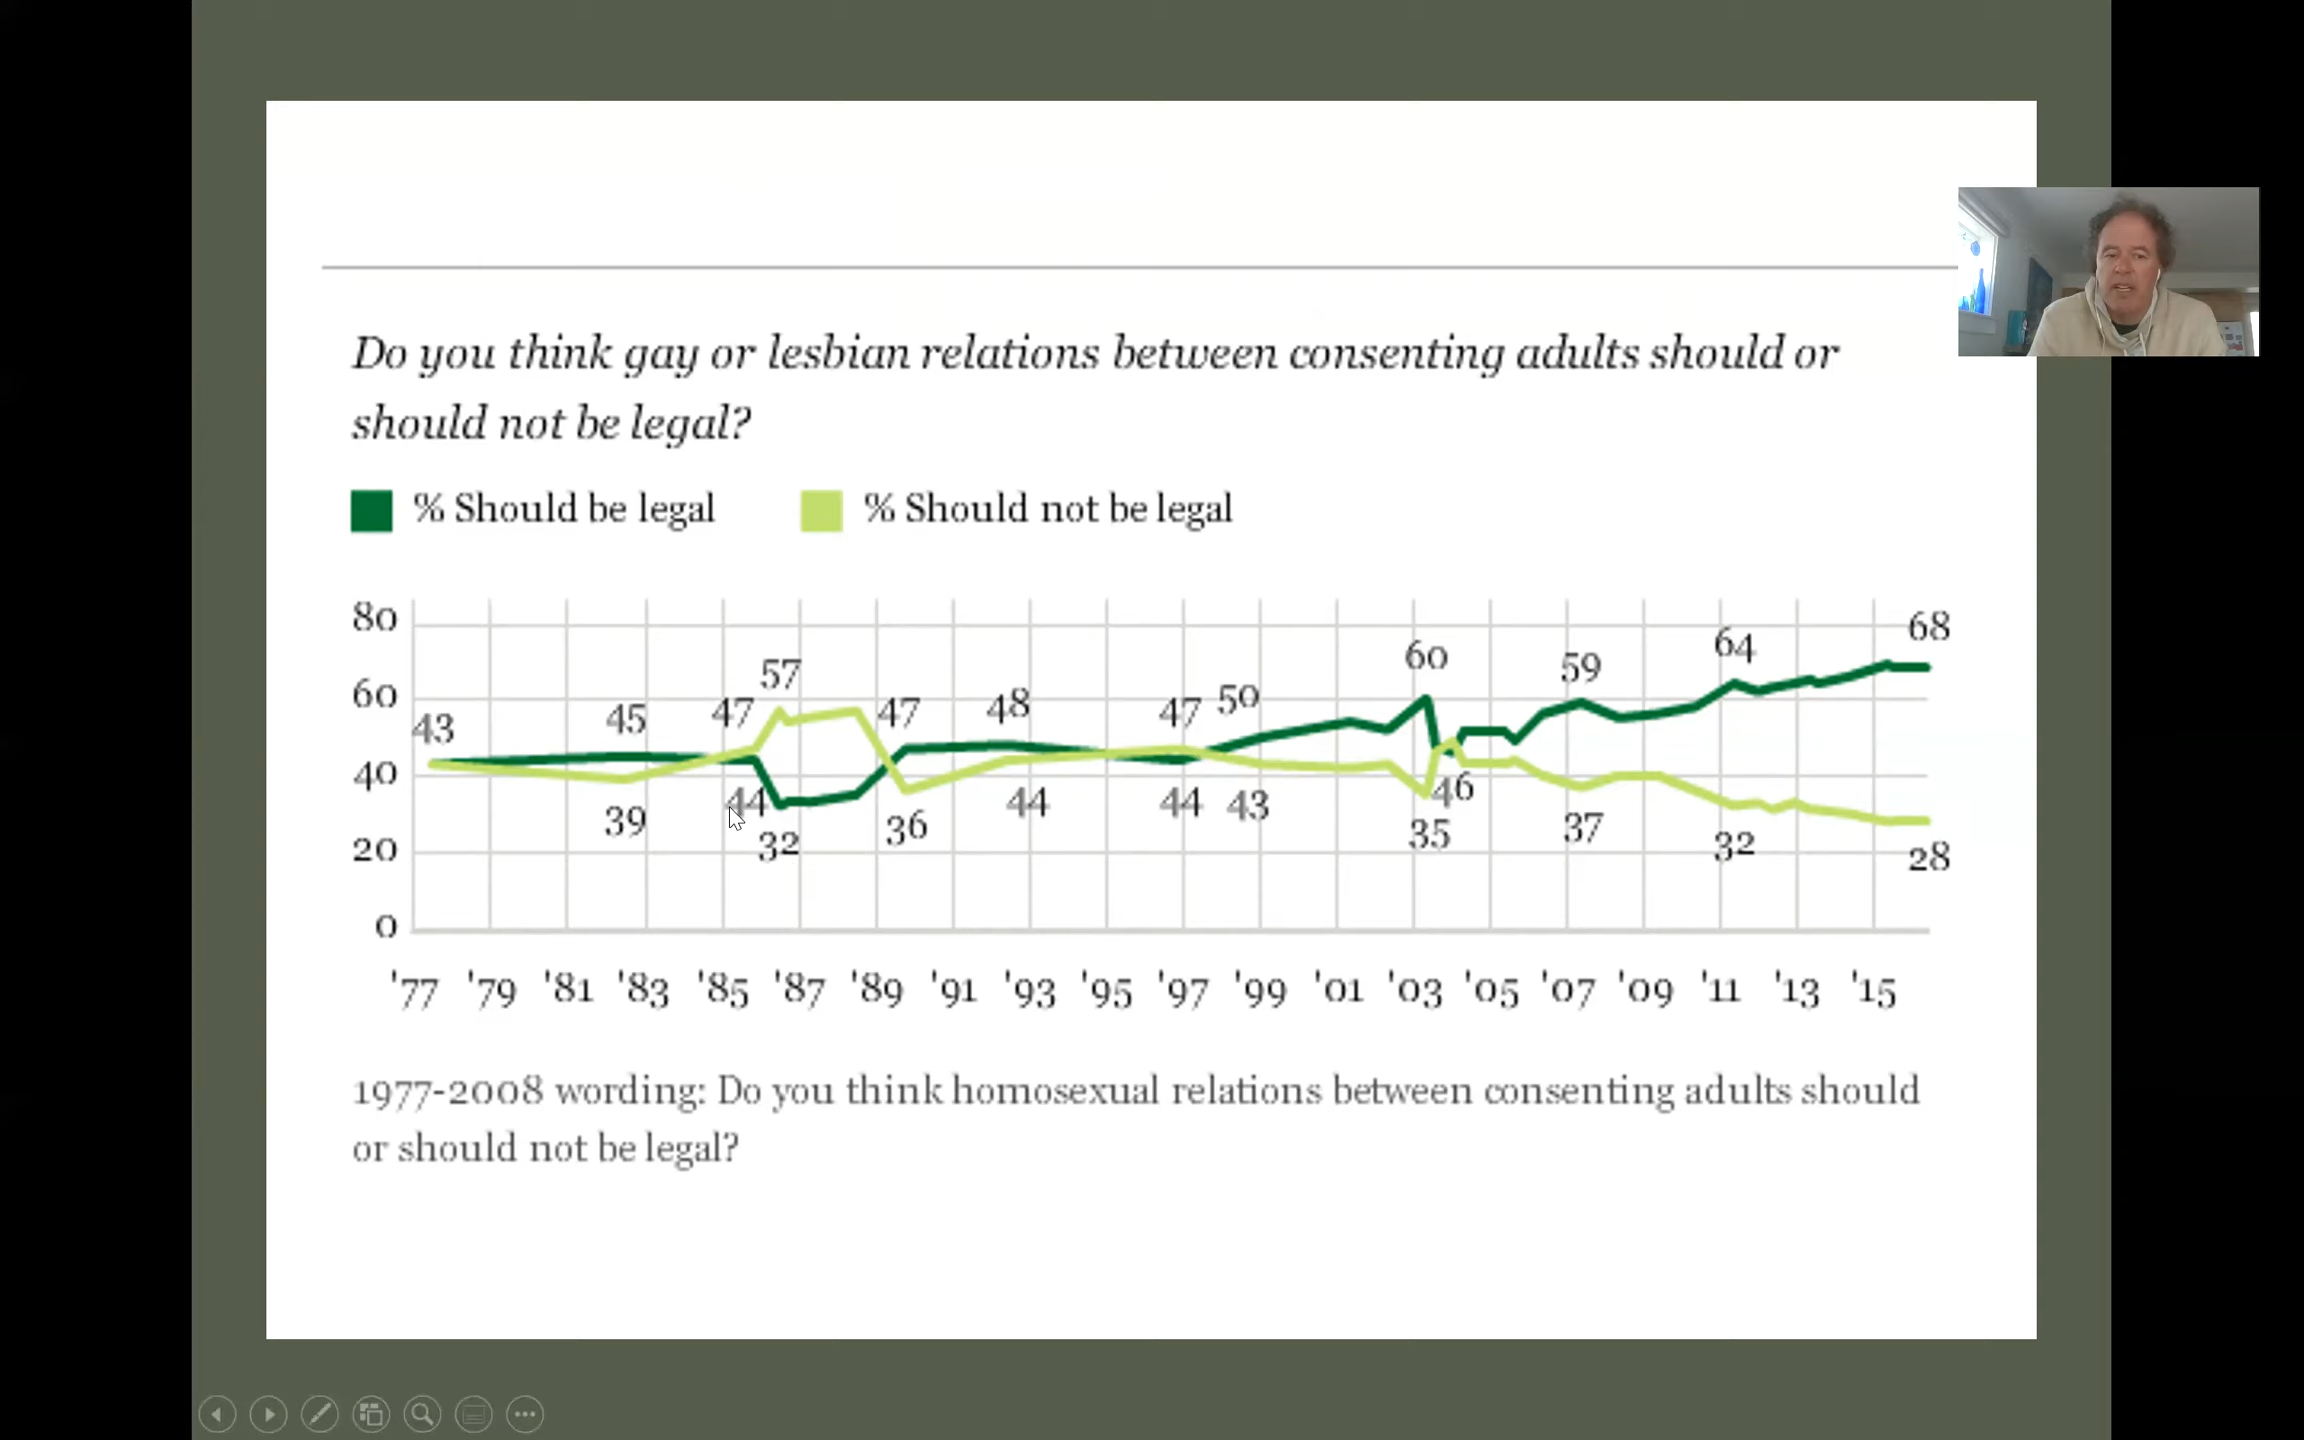 Do you think gay or lesbian relations between consenting adults should or
should not be legal?
% Should be legal % Should not be legal
80
60
40
20
0
43 45 47 57 47 48 47 50 60 59 64 68
39 44 32 36 44 44 43 35 46 37 32 28
'77 '79 '81 '83 '85 '87 '89 '91 '93 '95 '97 '99 '01 '03 '05 '07 '09 '11 '13 '15
1977-2008 wording: Do you think homosexual relations between consenting adults should
or should not be legal?